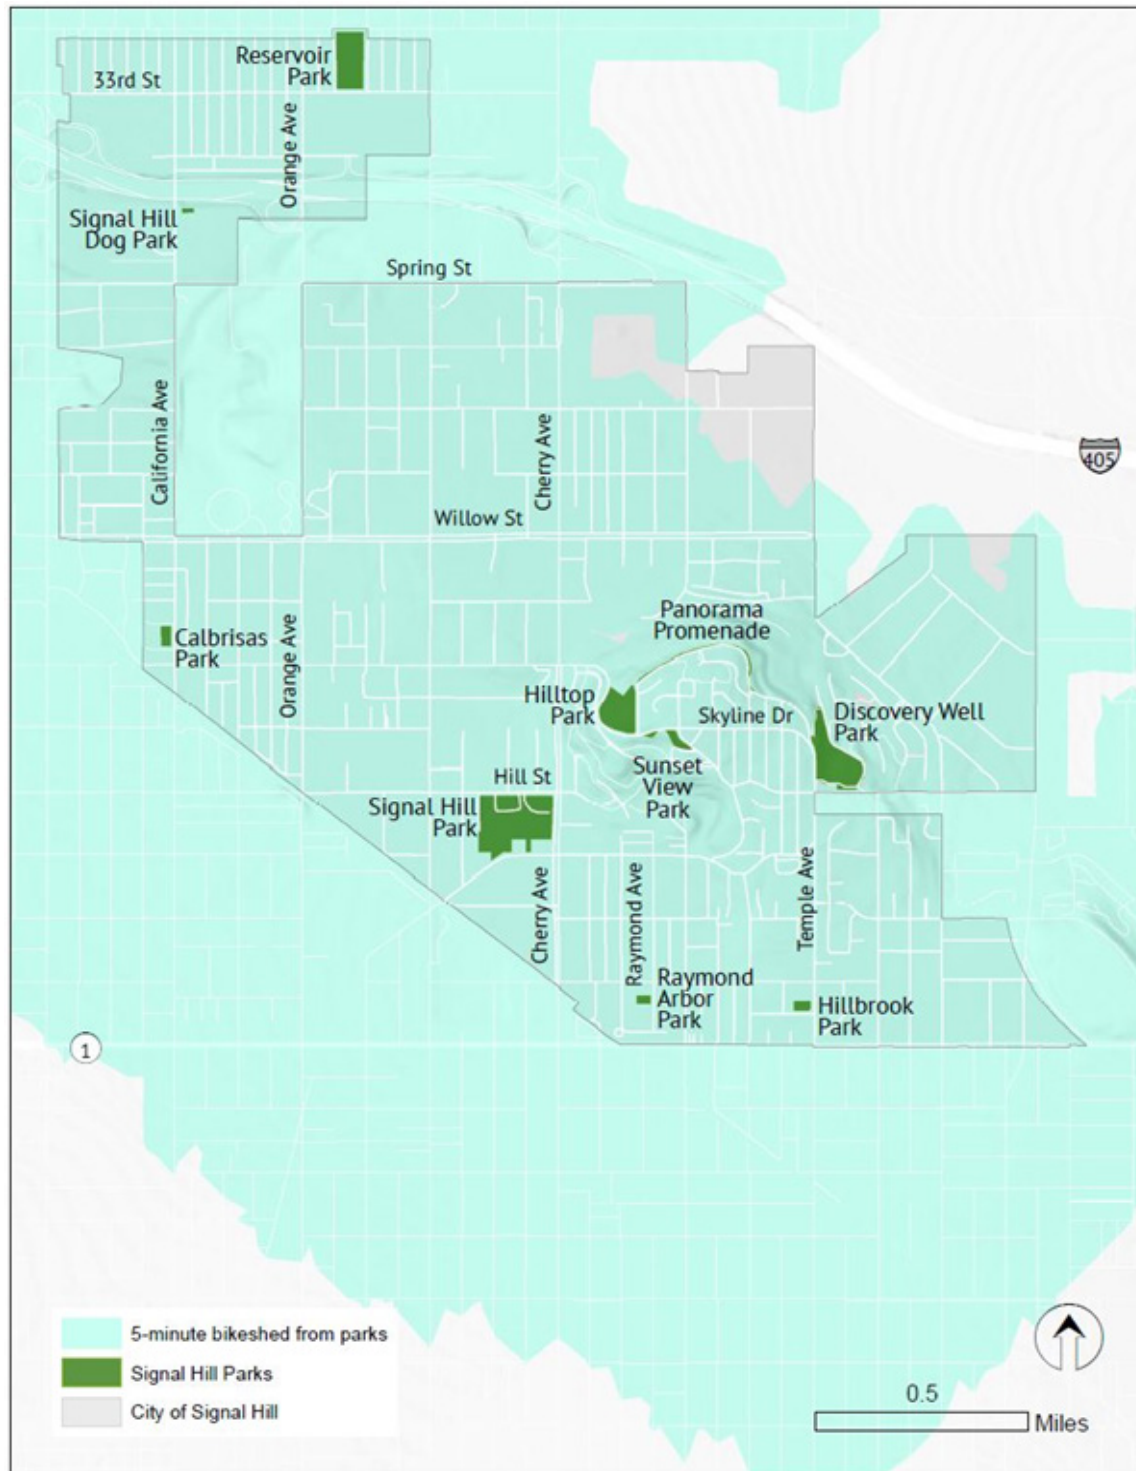 Reservoir
Park
33rd St
Orange Ave
Signal Hill
Dog Park
Spring St
California Ave
Cherry Ave
405
Willow St
Calbrisas
Park
Orange Ave
Panorama
Promenade
Hilltop
Park
Skyline Dr
Discovery Well
Park
Sunset
View
Park
Hill St
Signal Hill
Park
Cherry Ave
Raymond Ave
Temple Ave
Raymond
Arbor
Park
Hillbrook
Park
1
5-minute bikeshed from parks
Signal Hill Parks
City of Signal Hill
0.5
Miles